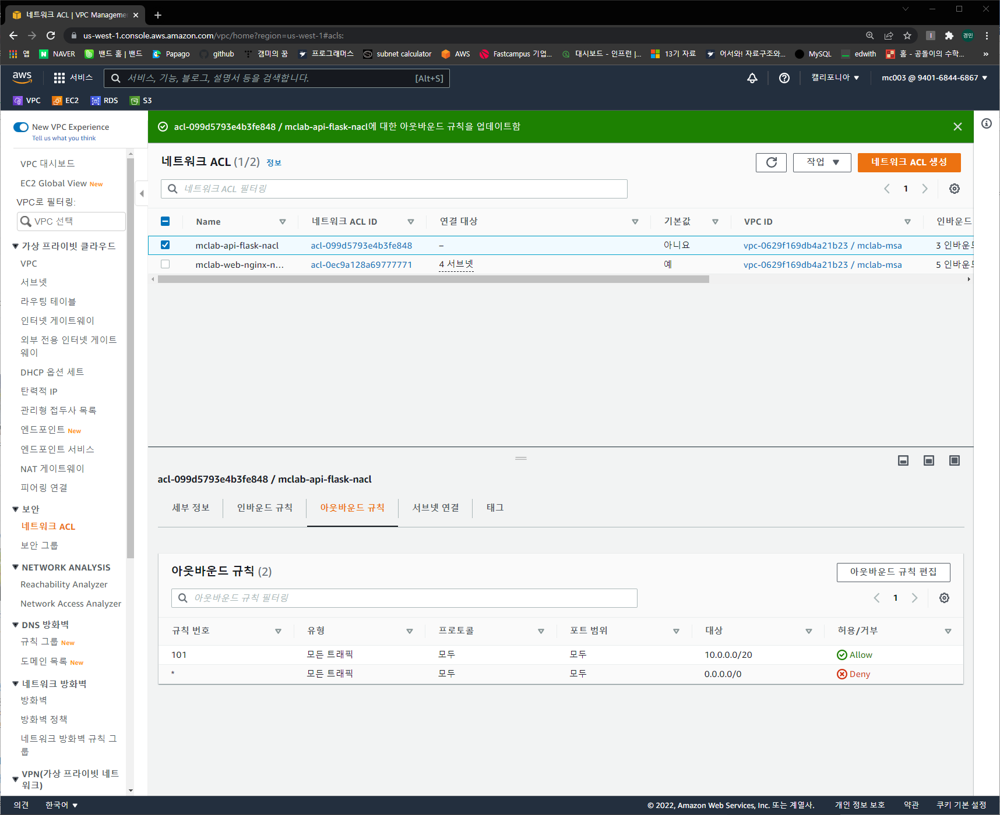 네트워크 ACL | VPC Manageme
us-west-1.console.aws.amazon.com/vpc/home?region=us-west-1#acls:
경민
앱 NAVER 밴드 홈 | 밴드 Papago github 캠미의 꿈 프로그래머스 subnet calculator AWS Fastcampus 기업... 대시보드 - 인프런 |... 13기 자료 어서와! 자료구조와... MySQL edwith 홈 - 공돌이의 수학... »
aws 서비스 서비스, 기능, 블로그, 설명서 등을 검색합니다. [Alt+S] 캘리포니아 ▼ mc003 @ 9401-6844-6867 ▼
VPC EC2 RDS S3
New VPC Experience
Tell us what you think
VPC 대시보드
EC2 Global View New
VPC로 필터링:
VPC 선택
가상 프라이빗 클라우드
VPC
서브넷
라우팅 테이블
인터넷 게이트웨이
외부 전용 인터넷 게이트
웨이
DHCP 옵션 세트
탄력적 IP
관리형 접두사 목록
엔드포인트 New
엔드포인트 서비스
NAT 게이트웨이
피어링 연결
보안
네트워크 ACL
보안 그룹
NETWORK ANALYSIS
Reachability Analyzer
Network Access Analyzer
DNS 방화벽
규칙 그룹 New
도메인 목록 New
네트워크 방화벽
방화벽
방화벽 정책
네트워크 방화벽 규칙 그
룹
VPN(가상 프라이빗 네트
워크)
acl-099d5793e4b3fe848 / mclab-api-flask-nacl에 대한 아웃바운드 규칙을 업데이트함
네트워크 ACL (1/2) 정보
작업 ▼ 네트워크 ACL 생성
네트워크 ACL 필터링
1
Name 네트워크 ACL ID 연결 대상 기본값 VPC ID 인바운드
mclab-api-flask-nacl acl-099d5793e4b3fe848 – 아니요 vpc-0629f169db4a21b23 / mclab-msa 3 인바운드
mclab-web-nginx-n... acl-0ec9a128a69777771 4 서브넷 예 vpc-0629f169db4a21b23 / mclab-msa 5 인바운드
acl-099d5793e4b3fe848 / mclab-api-flask-nacl
세부 정보 인바운드 규칙 아웃바운드 규칙 서브넷 연결 태그
아웃바운드 규칙 (2)
아웃바운드 규칙 편집
아웃바운드 규칙 필터링
1
규칙 번호 유형 프로토콜 포트 범위 대상 허용/거부
101 모든 트래픽 모두 모두 10.0.0.0/20 Allow
* 모든 트래픽 모두 모두 0.0.0.0/0 Deny
의견 한국어 ▼ © 2022, Amazon Web Services, Inc. 또는 계열사. 개인 정보 보호 약관 쿠키 기본 설정